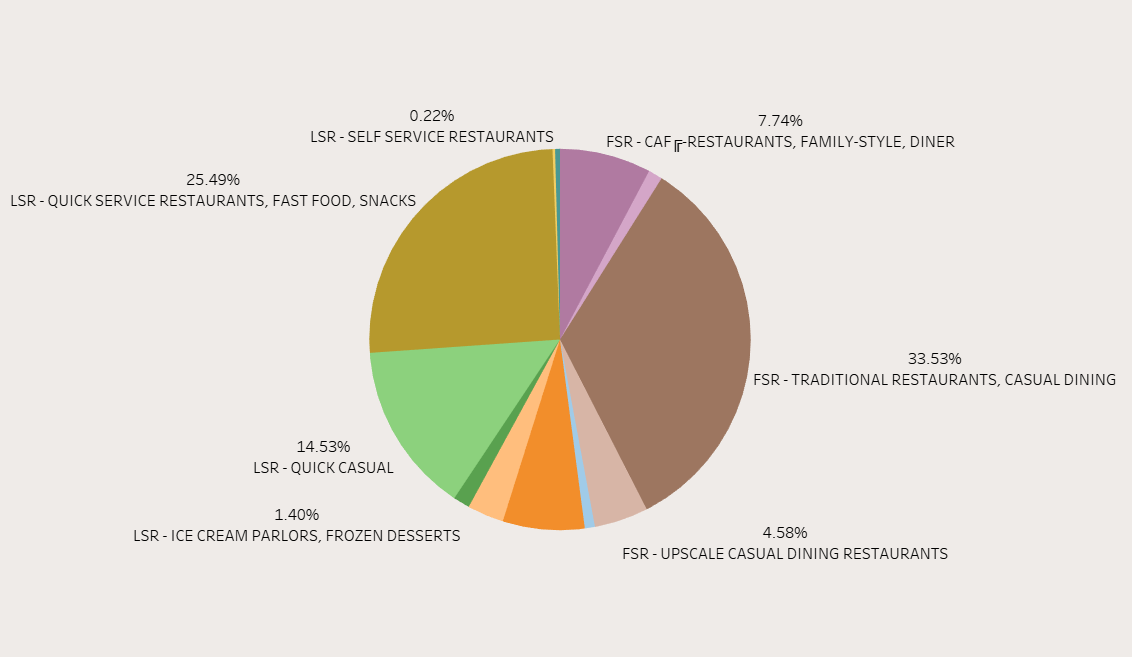 0.22%
LSR - SELF SERVICE RESTAURANTS
7.74%
FSR - CAF╔-RESTAURANTS, FAMILY-STYLE, DINER
25.49%
LSR - QUICK SERVICE RESTAURANTS, FAST FOOD, SNACKS
33.53%
FSR - TRADITIONAL RESTAURANTS, CASUAL DINING
14.53%
LSR - QUICK CASUAL
1.40%
LSR - ICE CREAM PARLORS, FROZEN DESSERTS
4.58%
FSR - UPSCALE CASUAL DINING RESTAURANTS